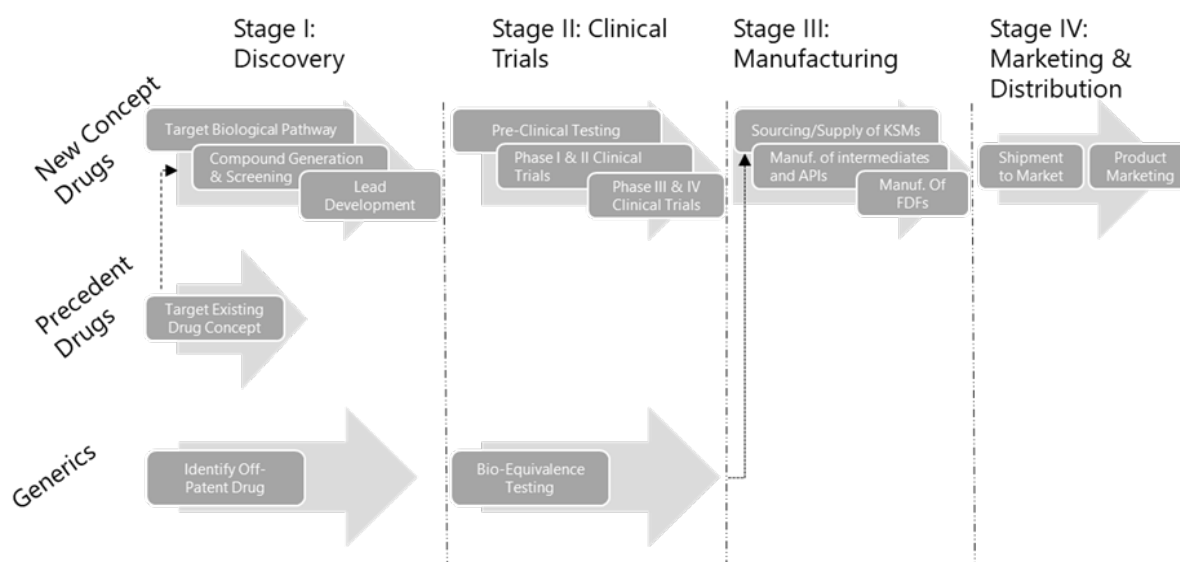 Stage I:
Discovery
Stage II: Clinical
Trials
Stage III:
Manufacturing
Stage IV:
Marketing &
Distribution
New Concept
Drugs
Target Biological Pathway
Compound Generation
& Screening
Lead
Development
Pre-Clinical Testing
Phase I & II Clinical
Trials
Phase III & IV
Clinical Trials
Sourcing/Supply of KSMs
Manuf. of intermediates
and APIs
Manuf. Of
FDFs
Shipment
to Market
Product
Marketing
Precedent
Drugs
Target Existing
Drug Concept
Generics
Identify Off-
Patent Drug
Bio-Equivalence
Testing